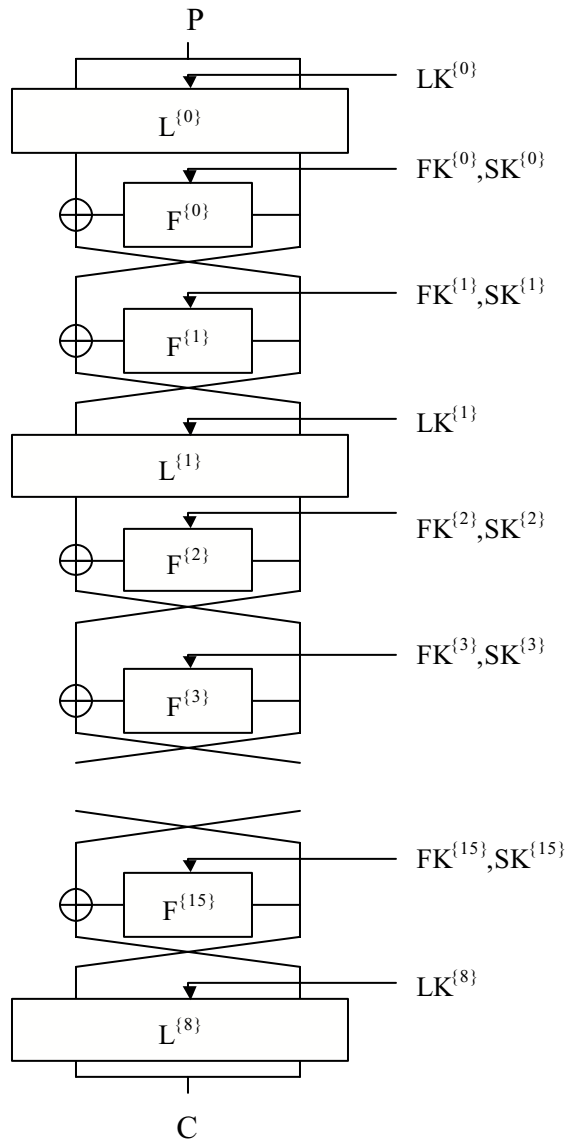 P
LK^{0}
L^{0}
FK^{0},SK^{0}
F^{0}
FK^{1},SK^{1}
F^{1}
LK^{1}
L^{1}
FK^{2},SK^{2}
F^{2}
FK^{3},SK^{3}
F^{3}
FK^{15},SK^{15}
F^{15}
LK^{8}
L^{8}
C